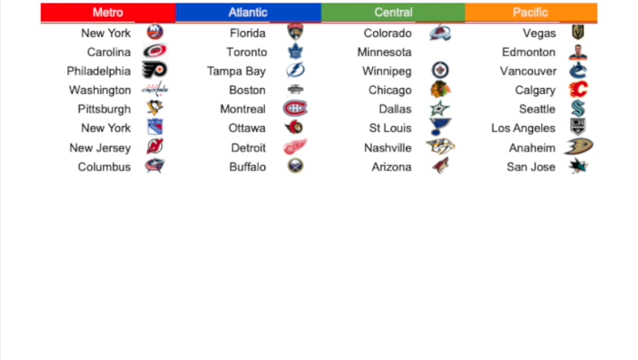 Metro Atlantic Central Pacific
New York Florida Colorado Vegas
Carolina Toronto Minnesota Edmonton
Philadelphia Tampa Bay Winnipeg Vancouver
Washington Boston Chicago Calgary
Pittsburgh Montreal Dallas Seattle
New York Ottawa St Louis Los Angeles
New Jersey Detroit Nashville Anaheim
Columbus Buffalo Arizona San Jose